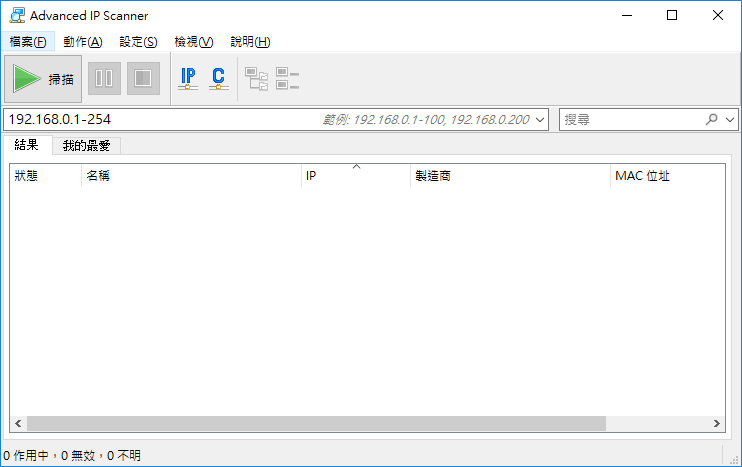 Advanced IP Scanner
檔案(F) 動作(A) 設定(S) 檢視(V) 說明(H)
掃描 IP C
192.168.0.1-254 範例: 192.168.0.1-100, 192.168.0.200 搜尋
結果 我的最愛
狀態 名稱 IP 製造商 MAC 位址
0 作用中，0 無效，0 不明